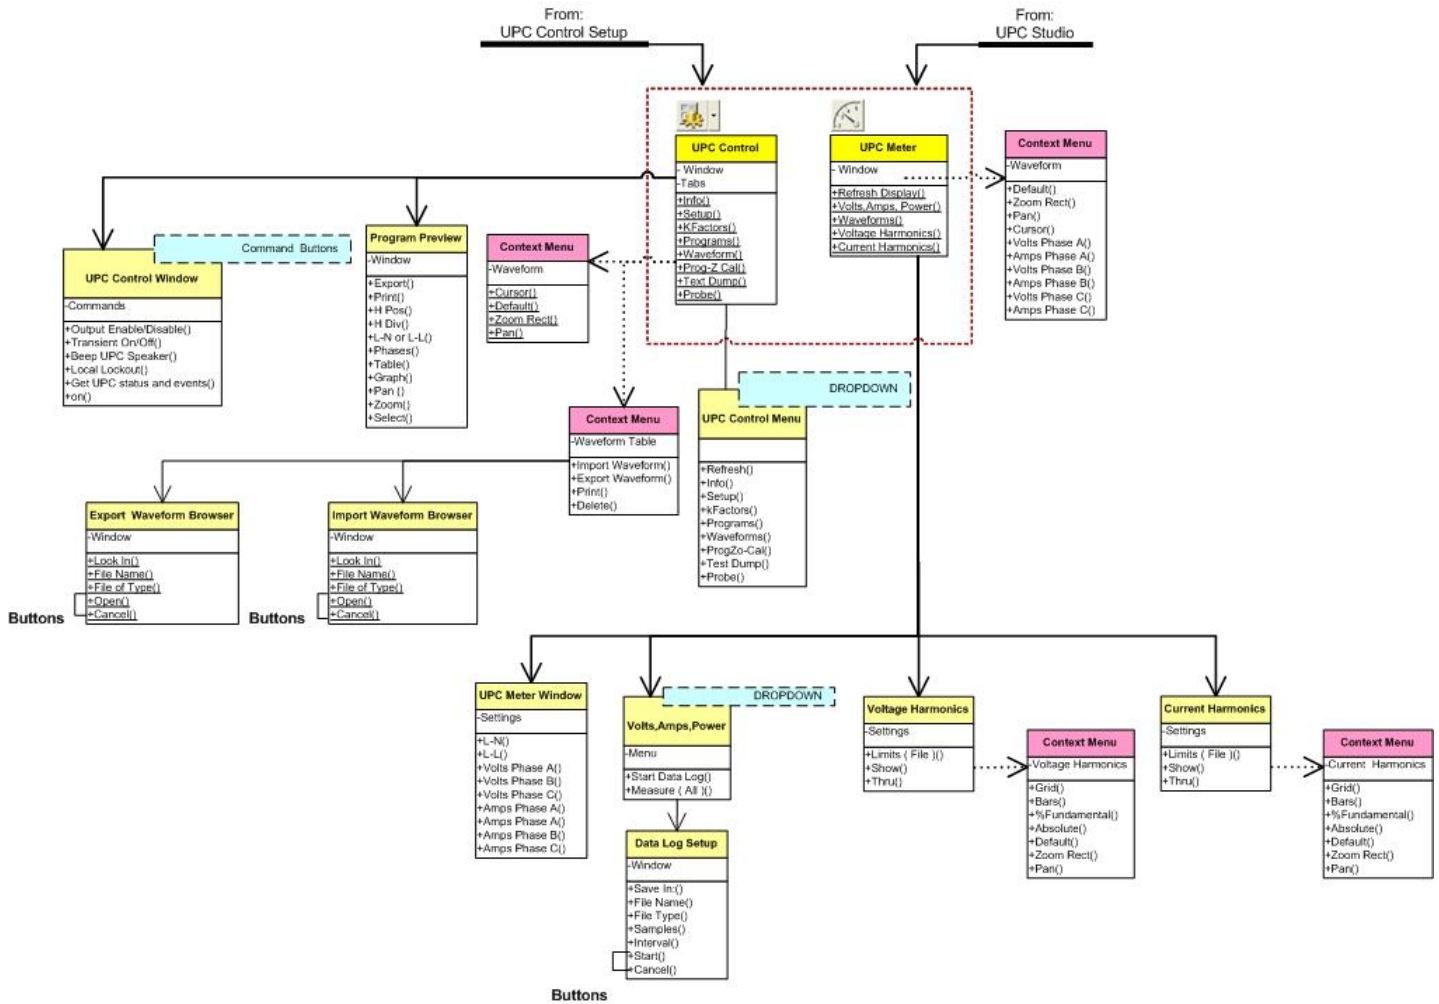 From:
UPC Control Setup
From:
UPC Studio
UPC Control
- Window
-Tabs
+Info()
+Setup()
+KFactors()
+Programs()
+Waveform()
+Prog-Z Cal()
+Text Dump()
+Probe()
UPC Meter
- Window
+Refresh Display()
+Volts,Amps, Power()
+Waveforms()
+Voltage Harmonics()
+Current Harmonics()
Context Menu
-Waveform
+Default()
+Zoom Rect()
+Pan()
+Cursor()
+Volts Phase A()
+Amps Phase A()
+Volts Phase B()
+Amps Phase B()
+Volts Phase C()
+Amps Phase C()
Command Buttons
UPC Control Window
-Commands
+Output Enable/Disable()
+Transient On/Off()
+Beep UPC Speaker()
+Local Lockout()
+Get UPC status and events()
+on()
Program Preview
-Window
+Export()
+Print()
+H Pos()
+H Div()
+L-N or L-L()
+Phases()
+Table()
+Graph()
+Pan ()
+Zoom()
+Select()
Context Menu
-Waveform
+Cursor()
+Default()
+Zoom Rect()
+Pan()
Context Menu
-Waveform Table
+Import Waveform()
+Export Waveform()
+Print()
+Delete()
DROPDOWN
UPC Control Menu
+Refresh()
+Info()
+Setup()
+kFactors()
+Programs()
+Waveforms()
+ProgZo-Cal()
+Test Dump()
+Probe()
Export Waveform Browser
-Window
+Look In()
+File Name()
+File of Type()
+Open()
+Cancel()
Buttons
Import Waveform Browser
-Window
+Look In()
+File Name()
+File of Type()
+Open()
+Cancel()
Buttons
UPC Meter Window
-Settings
+L-N()
+L-L()
+Volts Phase A()
+Volts Phase B()
+Volts Phase C()
+Amps Phase A()
+Amps Phase A()
+Amps Phase B()
+Amps Phase C()
DROPDOWN
Volts,Amps,Power
-Menu
+Start Data Log()
+Measure ( All )()
Data Log Setup
-Window
+Save In:()
+File Name()
+File Type()
+Samples()
+Interval()
+Start()
+Cancel()
Buttons
Voltage Harmonics
-Settings
+Limits ( File )()
+Show()
+Thru()
Context Menu
-Voltage Harmonics
+Grid()
+Bars()
+%Fundamental()
+Absolute()
+Default()
+Zoom Rect()
+Pan()
Current Harmonics
-Settings
+Limits ( File )()
+Show()
+Thru()
Context Menu
-Current Harmonics
+Grid()
+Bars()
+%Fundamental()
+Absolute()
+Default()
+Zoom Rect()
+Pan()